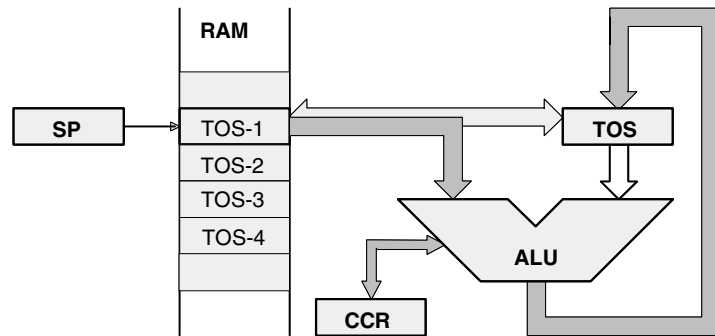 RAM
SP
TOS-1
TOS
TOS-2
TOS-3
TOS-4
ALU
CCR